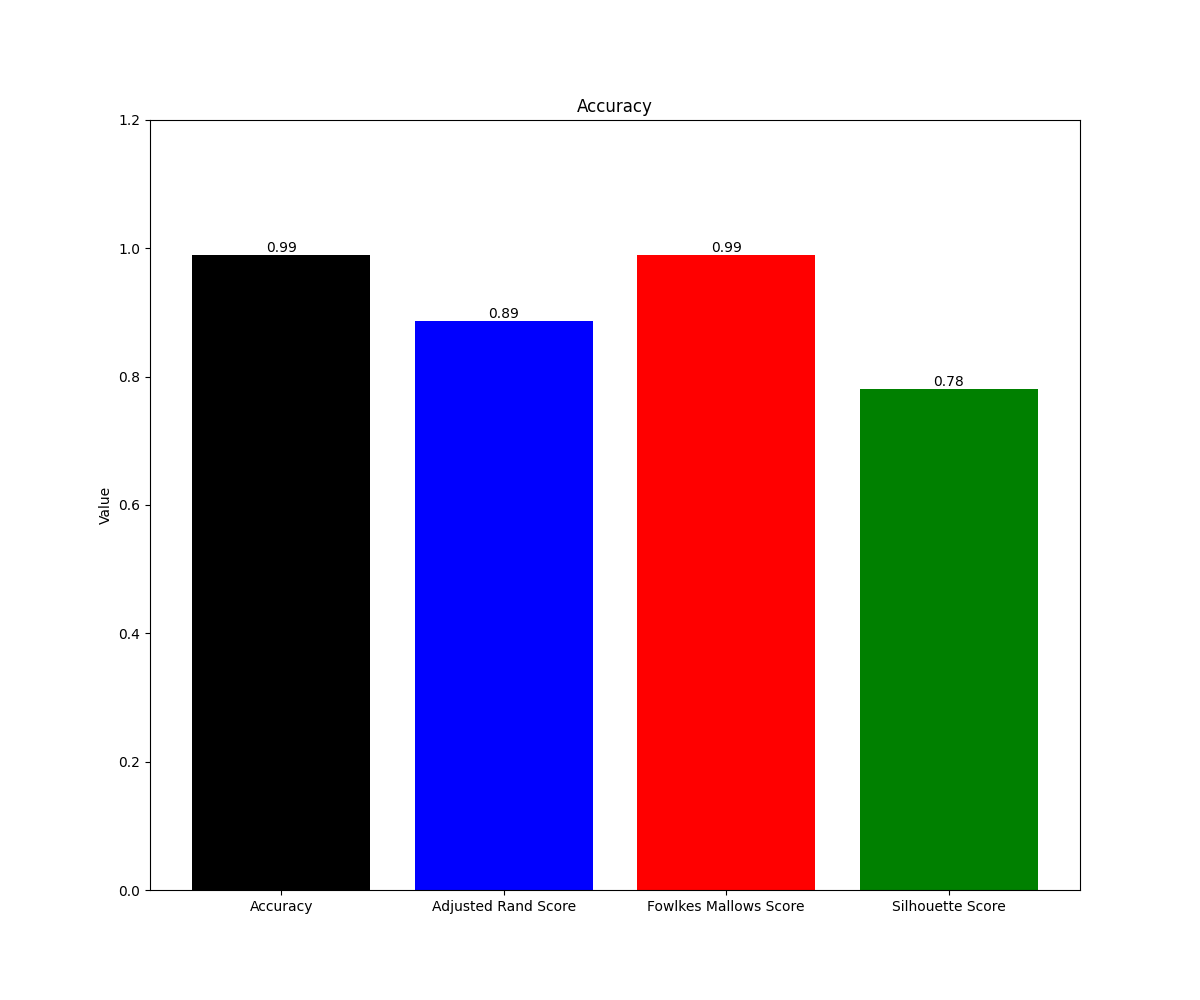 Accuracy
1.2
1.0
0.8
0.6
0.4
0.2
0.0
Value
0.99
0.89
0.99
0.78
Accuracy
Adjusted Rand Score
Fowlkes Mallows Score
Silhouette Score